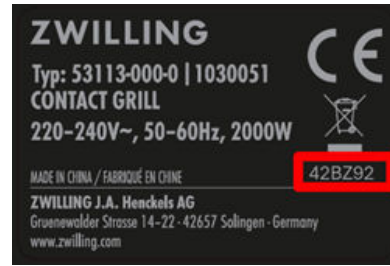 ZWILLING
Typ: 53113-000-0 | 1030051
CONTACT GRILL
220-240V~, 50-60Hz, 2000W
CE
MADE IN CHINA / FABRIQUÉ EN CHINE
42BZ92
ZWILLING J.A. Henckels AG
Gruenewalder Strasse 14-22 · 42657 Solingen · Germany
www.zwilling.com